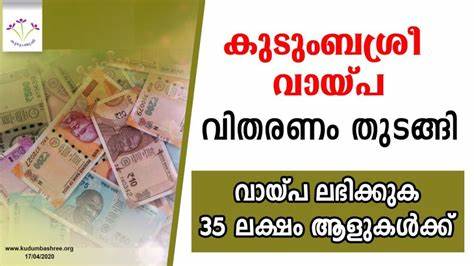 കുടുംബശ്രീ
വായ്പ
വിതരണം തുടങ്ങി
വായ്പ ലഭിക്കുക
35 ലക്ഷം ആളുകൾക്ക്
www.kudumbashree.org
17/04/2020